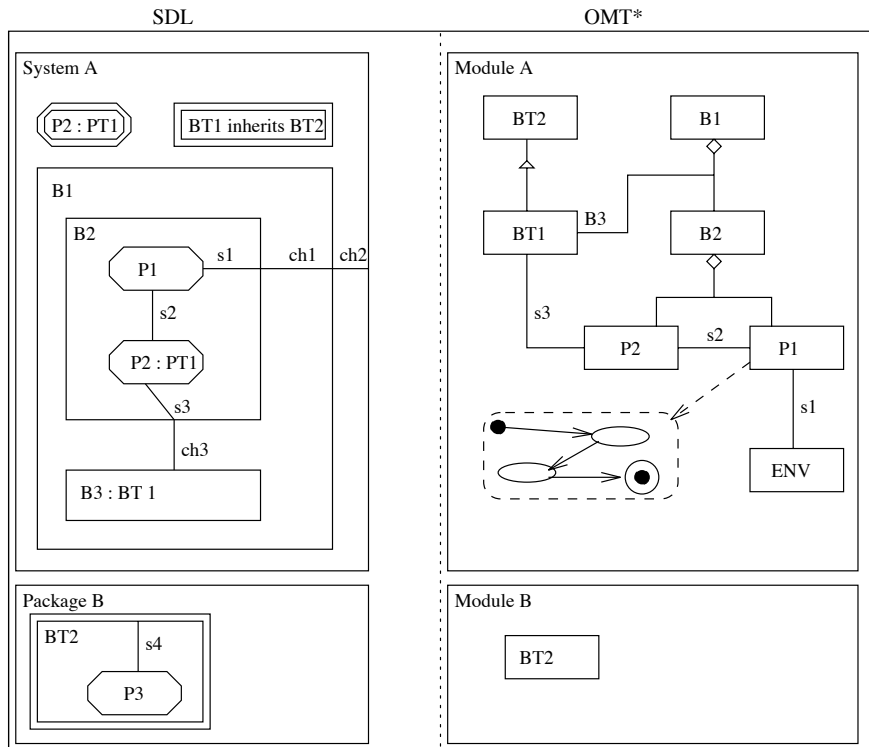 SDL
OMT*
System A
P2 : PT1
BT1 inherits BT2
B1
B2
P1
s1
ch1
ch2
s2
P2 : PT1
s3
ch3
B3 : BT 1
Package B
BT2
s4
P3
Module A
BT2
B1
BT1
B3
B2
s3
P2
s2
P1
s1
ENV
Module B
BT2